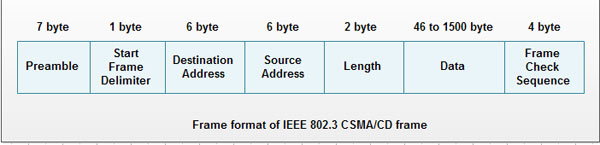 7 byte 1 byte 6 byte 6 byte 2 byte 46 to 1500 byte 4 byte
Preamble
Start
Frame
Delimiter
Destination
Address
Source
Address
Length
Data
Frame
Check
Sequence
Frame format of IEEE 802.3 CSMA/CD frame